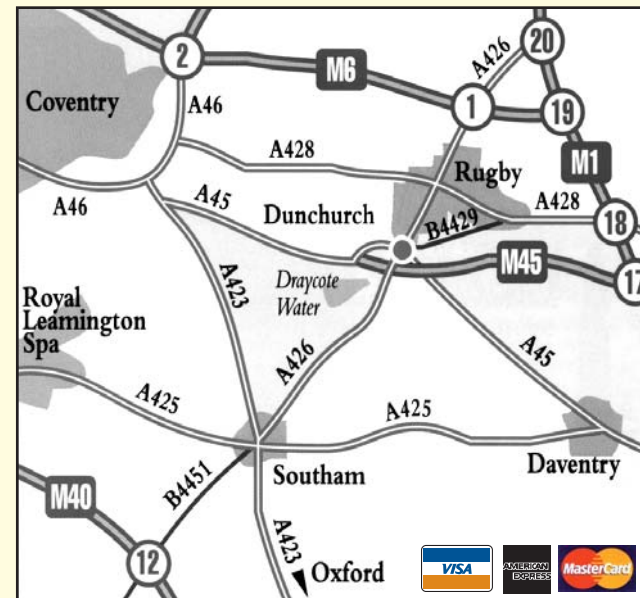 2
M6
A426
20
1
19
M1
Coventry
A46
A428
Rugby
A46
A45
Dunchurch
B4429
A428
18
M45
17
A423
Draycote
Water
Royal
Leamington
Spa
A426
A45
A425
A425
Southam
Daventry
B4451
M40
12
A423
Oxford
VISA
AMERICAN
EXPRESS
MasterCard